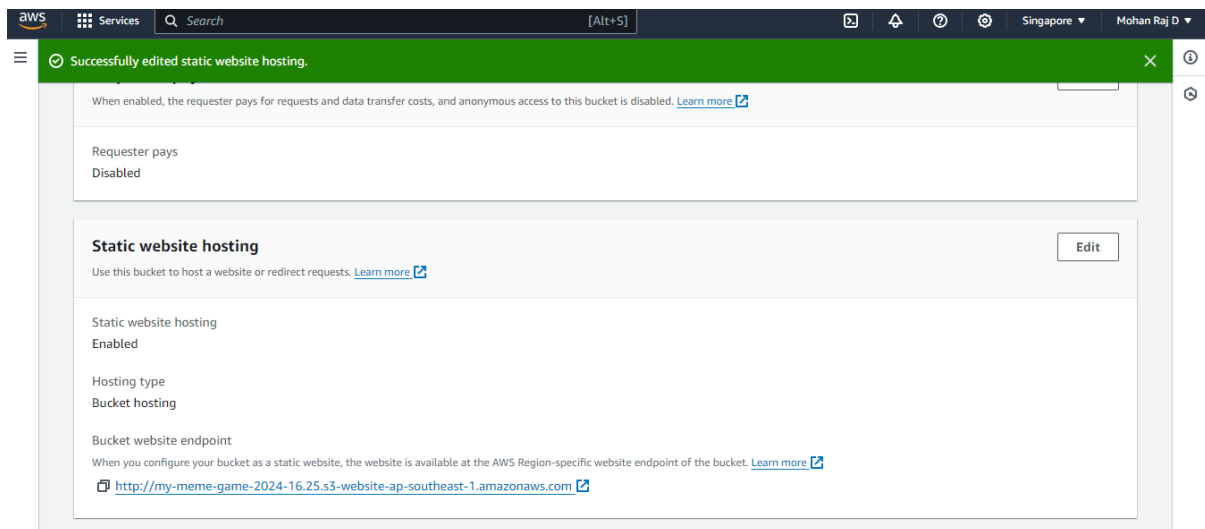 aws Services Search [Alt+S] Singapore Mohan Raj D
Successfully edited static website hosting.
When enabled, the requester pays for requests and data transfer costs, and anonymous access to this bucket is disabled. Learn more
Requester pays
Disabled
Static website hosting
Edit
Use this bucket to host a website or redirect requests. Learn more
Static website hosting
Enabled
Hosting type
Bucket hosting
Bucket website endpoint
When you configure your bucket as a static website, the website is available at the AWS Region-specific website endpoint of the bucket. Learn more
http://my-meme-game-2024-16.25.s3-website-ap-southeast-1.amazonaws.com